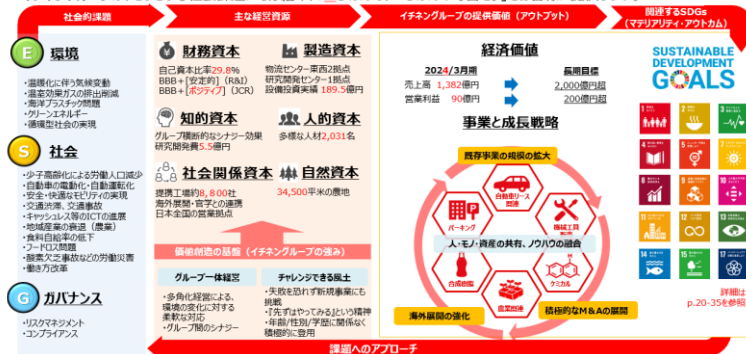 社会的課題
主な経営資源
イチネングループの提供価値（アウトプット）
関連するSDGs
（マテリアリティ・アウトカム）
E 環境
・温暖化に伴う気候変動
・温室効果ガスの排出削減
・海洋プラスチック問題
・クリーンエネルギー
・循環型社会の実現
S 社会
・少子高齢化による労働人口減少
・自動車の電動化・自動運転化
・安全・快適なモビリティの実現
・交通渋滞、交通事故
・キャッシュレス等のICTの進展
・地域産業の衰退（農業）
・食料自給率の低下
・フードロス問題
・酸素欠乏事故などの労働災害
・働き方改革
G ガバナンス
・リスクマネジメント
・コンプライアンス
財務資本
自己資本比率29.8%
BBB+[安定的]（R&I）
BBB+[ポジティブ]（JCR）
製造資本
物流センター東西2拠点
研究開発センター1拠点
設備投資実績 189.5億円
知的資本
グループ横断的なシナジー効果
研究開発費5.5億円
人的資本
多様な人材2,031名
社会関係資本
提携工場約8,800社
海外展開・官学との連携
日本全国の営業拠点
自然資本
34,500平米の農地
価値創造の基盤（イチネングループの強み）
グループ一体経営
・多角化経営による、
環境の変化に対する
柔軟な対応
・グループ間のシナジー
チャレンジできる風土
・失敗を恐れず新規事業にも
挑戦
・『先ずはやってみる』という精神
・年齢/性別/学歴に関係なく
積極的に登用
経済価値
2024/3月期
長期目標
売上高 1,382億円
2,000億円超
営業利益 90億円
200億円超
事業と成長戦略
既存事業の規模の拡大
自動車リース
関連
パーキング
機械工具
人・モノ・資産の共有、ノウハウの融合
合成樹脂
ケミカル
農業関連
海外展開の強化
積極的なM&Aの展開
SUSTAINABLE
DEVELOPMENT
GOALS
1
2
3
4
5
6
7
8
9
10
11
12
13
14
15
17
詳細は
p.20-35を参照
課題へのアプローチ